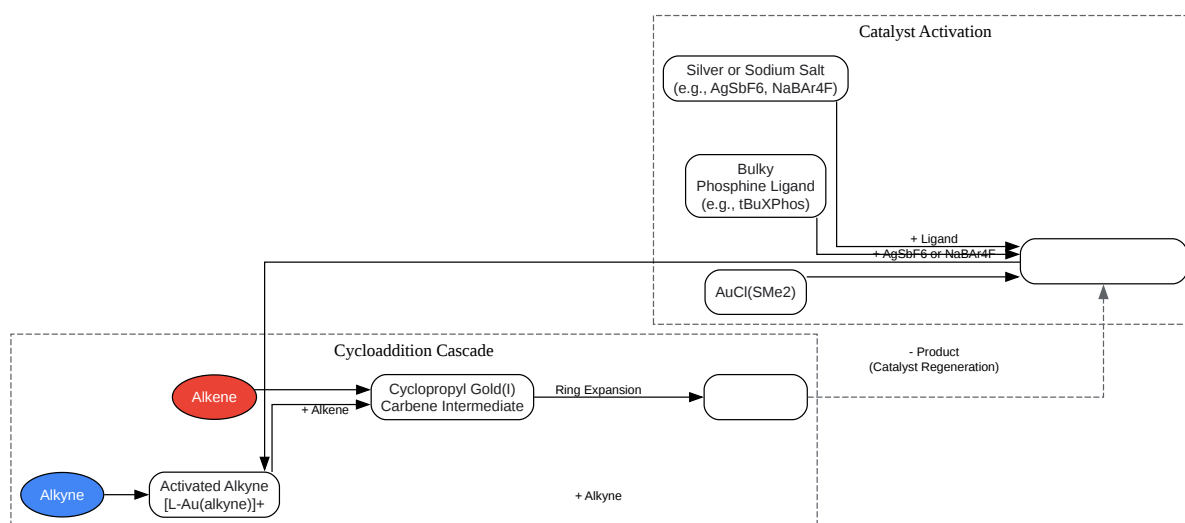 Catalyst Activation
Silver or Sodium Salt
(e.g., AgSbF6, NaBAr4F)
Bulky
Phosphine Ligand
(e.g., tBuXPhos)
+ Ligand
+ AgSbF6 or NaBAr4F
AuCl(SMe2)
Cycloaddition Cascade
- Product
(Catalyst Regeneration)
Alkene
Cyclopropyl Gold(I)
Carbene Intermediate
Ring Expansion
+ Alkene
Alkyne
Activated Alkyne
[L-Au(alkyne)]+
+ Alkyne